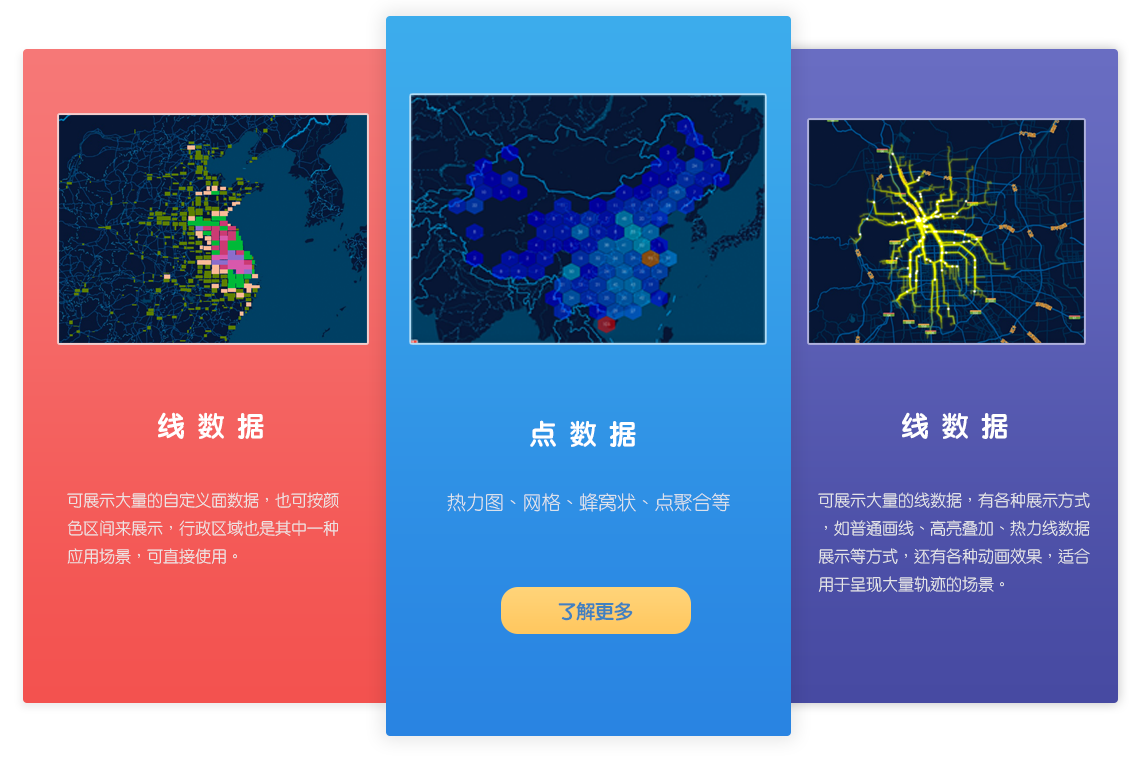 线数据
可展示大量的自定义面数据，也可按颜
色区间来展示，行政区域也是其中一种
应用场景，可直接使用。
点数据
热力图、网格、蜂窝状、点聚合等
了解更多
线数据
可展示大量的线数据，有各种展示方式
，如普通画线、高亮叠加、热力线数据
展示等方式，还有各种动画效果，适合
用于呈现大量轨迹的场景。